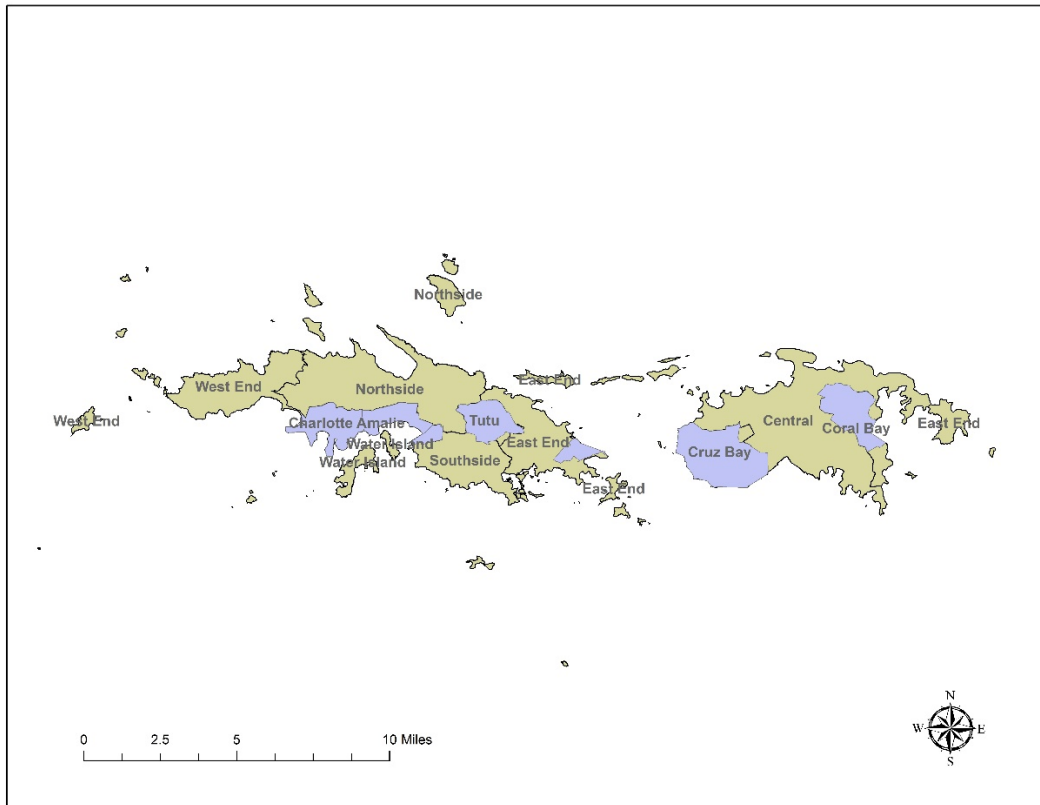 Northside
East End
West End
Northside
West End
Charlotte Amalie
Tutu
Central
East End
Coral Bay
Water Island
East End
Cruz Bay
Water Island
Southside
East End
N
W E
S
0 2.5 5 10 Miles